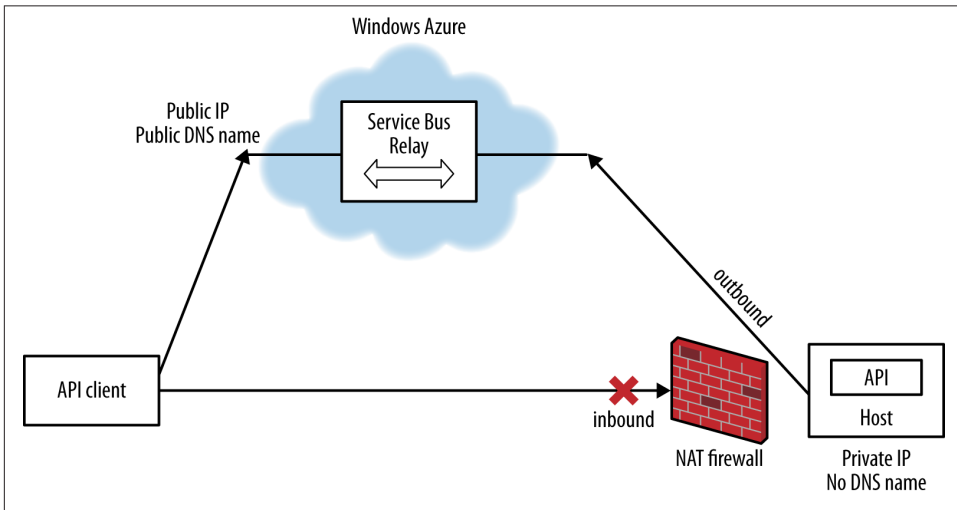 Windows Azure
Public IP
Public DNS name
Service Bus
Relay
outbound
API client
inbound
NAT firewall
API
Host
Private IP
No DNS name